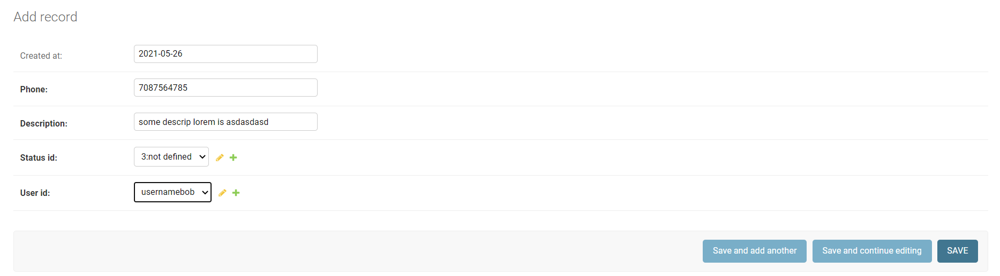 Add record
Created at: 2021-05-26
Phone: 7087564785
Description: some descrip lorem is asdasdasd
Status id: 3:not defined
User id: usernamebob
Save and add another Save and continue editing SAVE